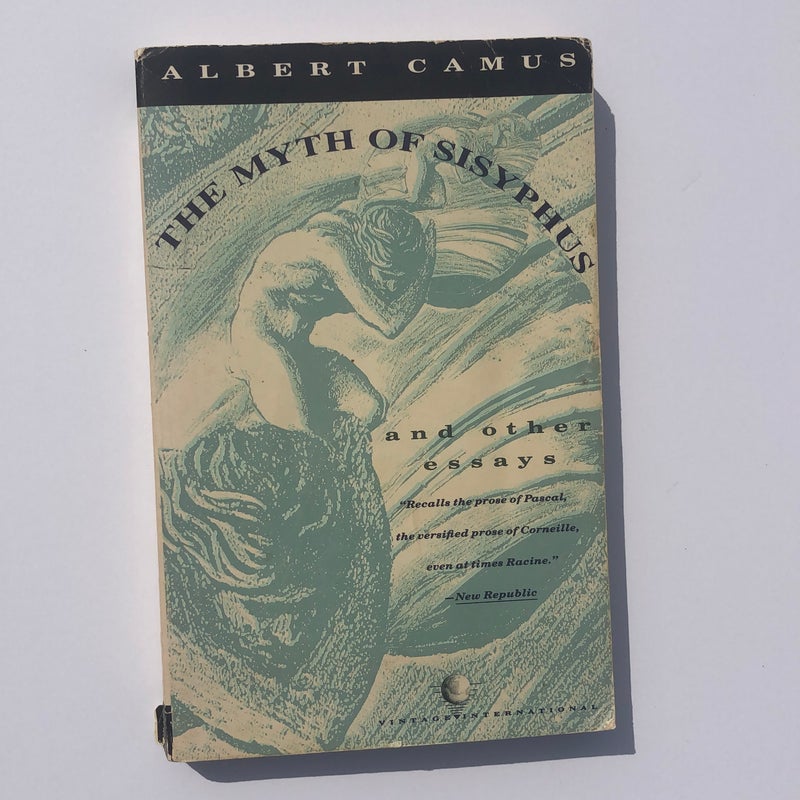 ALBERT CAMUS
THE MYTH OF SISYPHUS
and other
essays
“Recalls the prose of Pascal,
the versified prose of Corneille,
even at times Racine.”
—New Republic
VINTAGE INTERNATIONAL